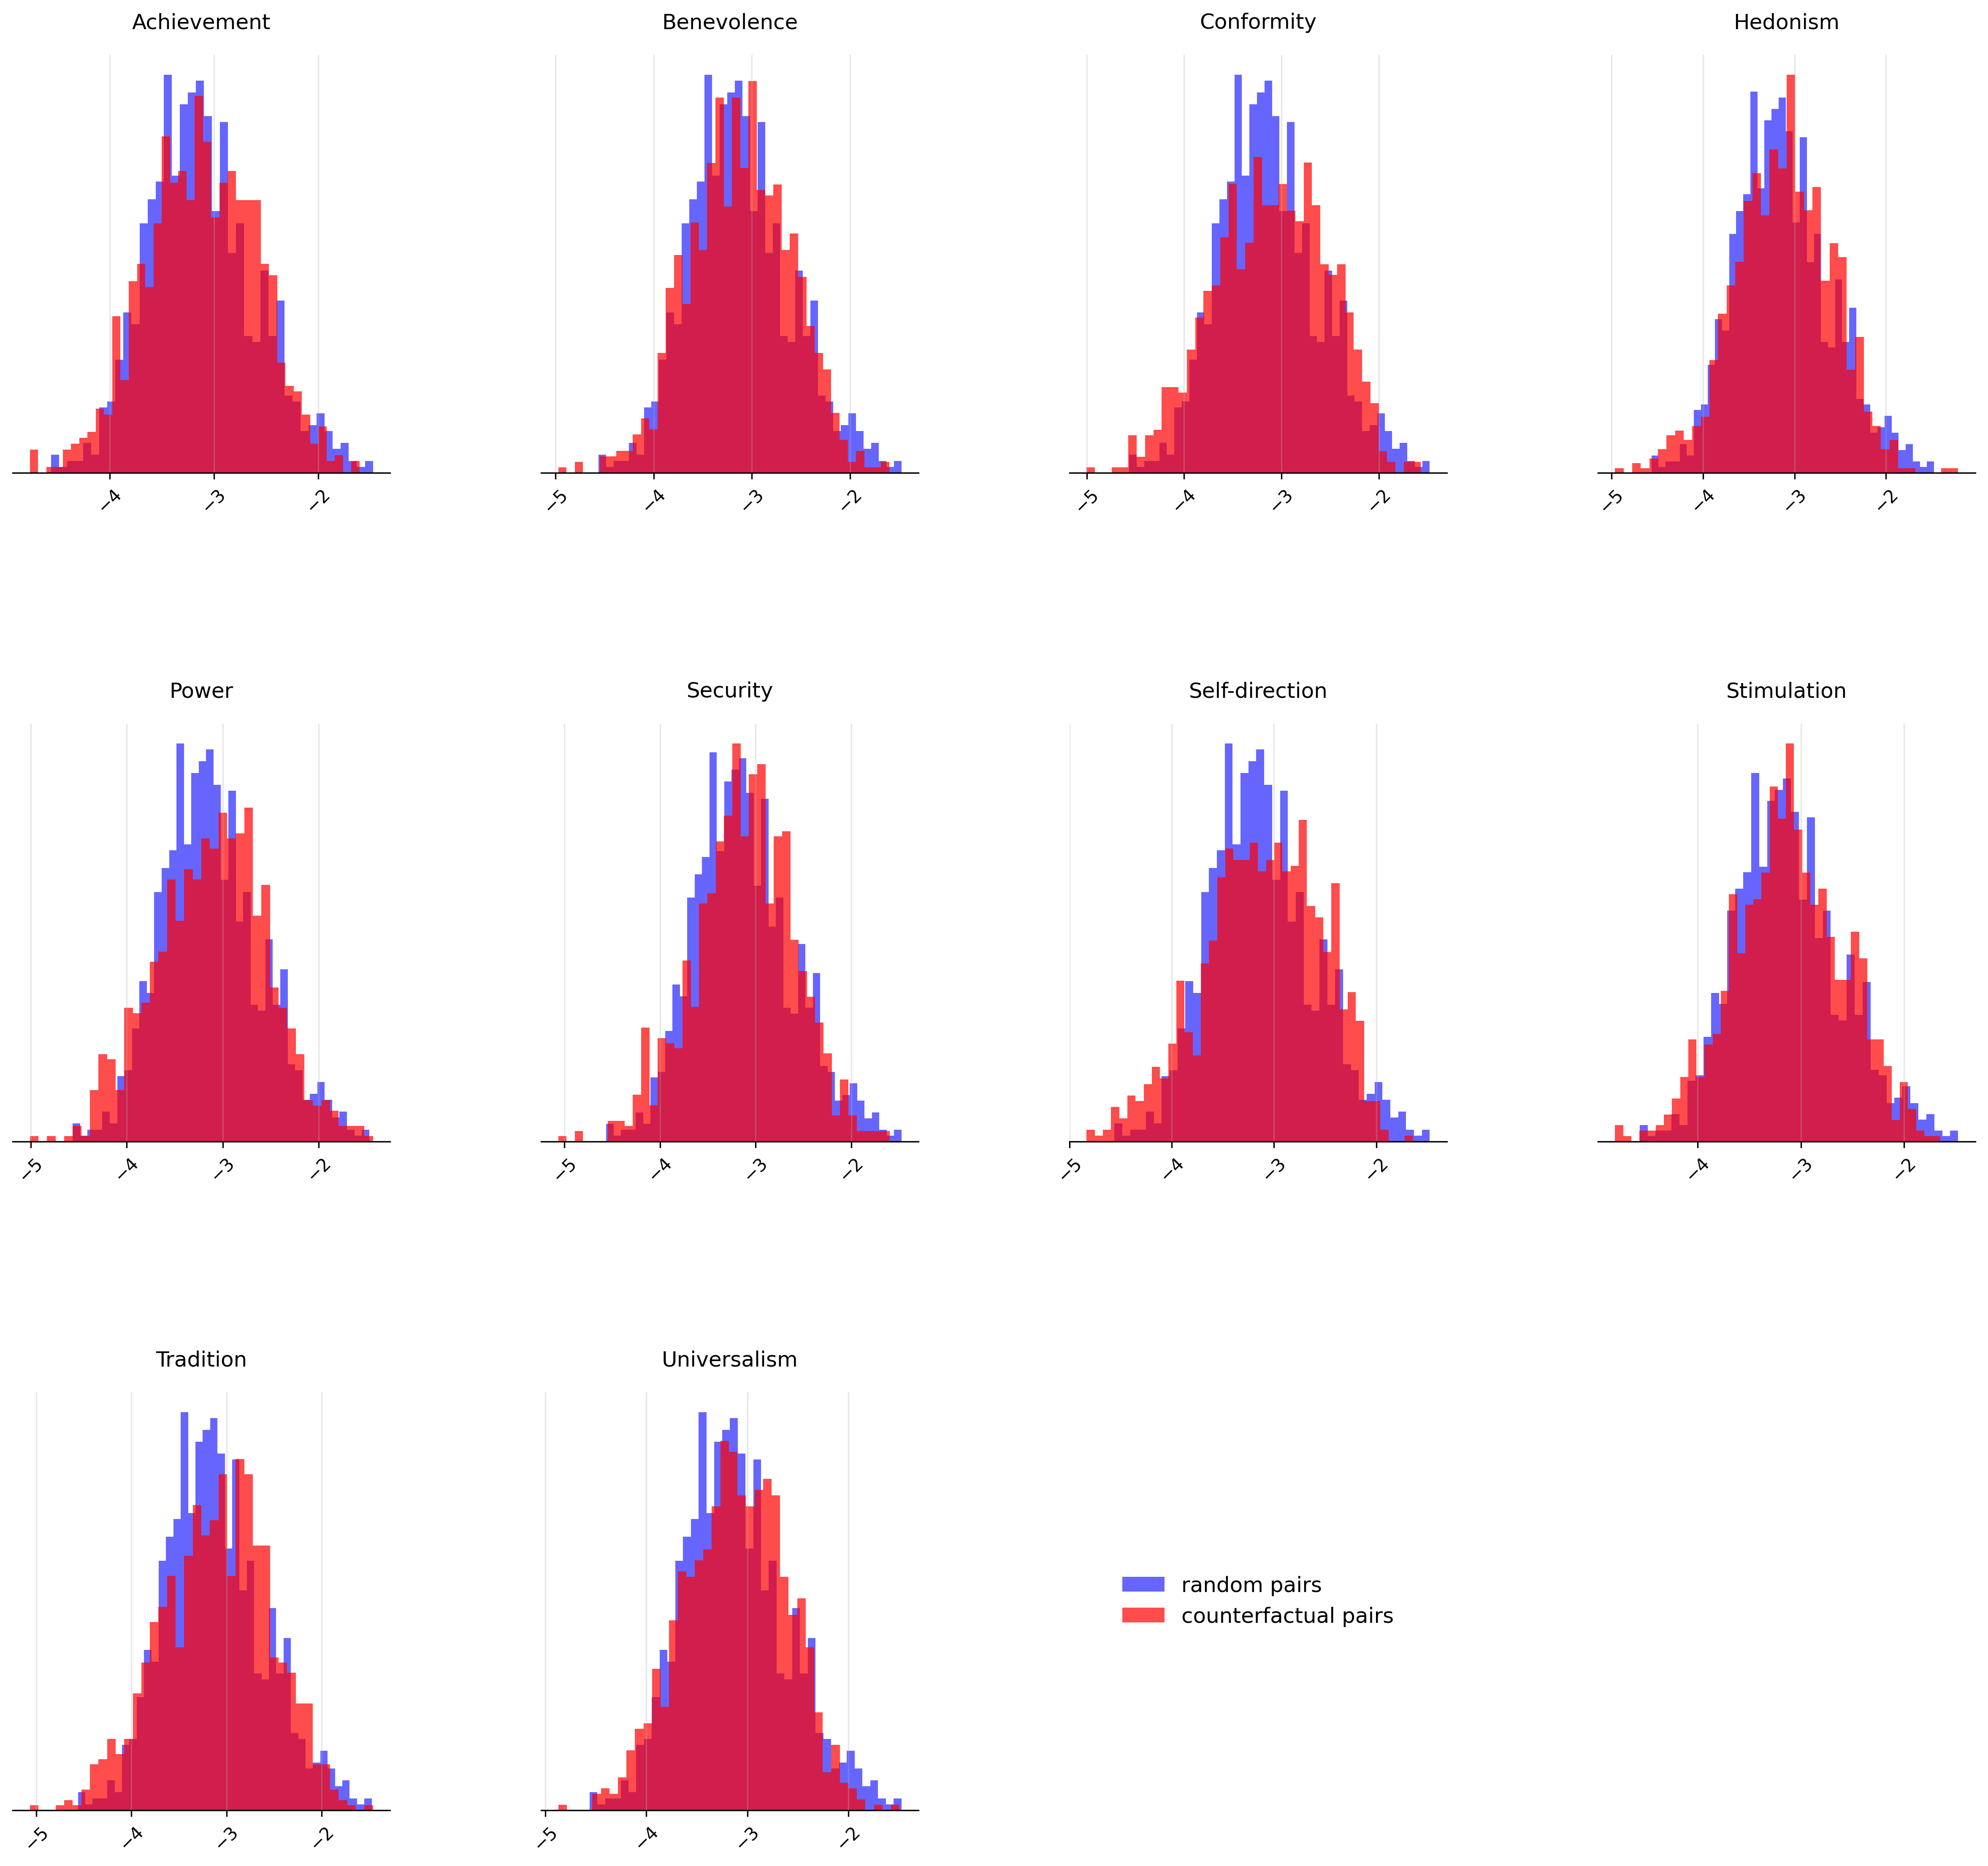 Achievement
Benevolence
Conformity
Hedonism
−4 −3 −2
−5 −4 −3 −2
−5 −4 −3 −2
−5 −4 −3 −2
Power
Security
Self-direction
Stimulation
−5 −4 −3 −2
−5 −4 −3 −2
−5 −4 −3 −2
−4 −3 −2
Tradition
Universalism
random pairs
counterfactual pairs
−5 −4 −3 −2
−5 −4 −3 −2